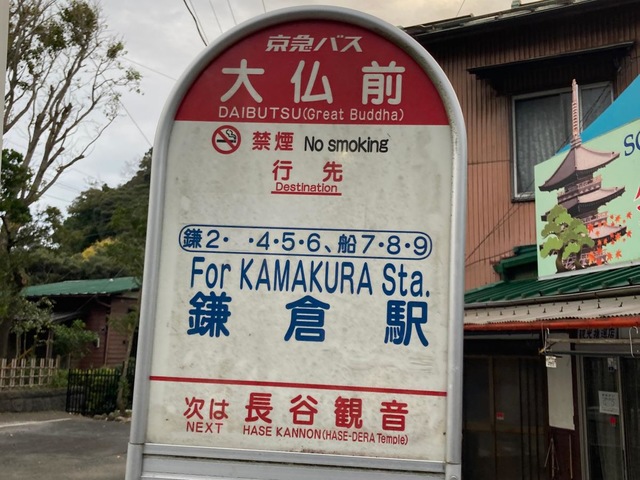 京急バス
大仏前
DAIBUTSU(Great Buddha)
禁煙 No smoking
行先
Destination
鎌2・ ・4・5・6、船7・8・9
For KAMAKURA Sta.
鎌倉駅
次は 長谷観音
NEXT HASE KANNON(HASE-DERA Temple)